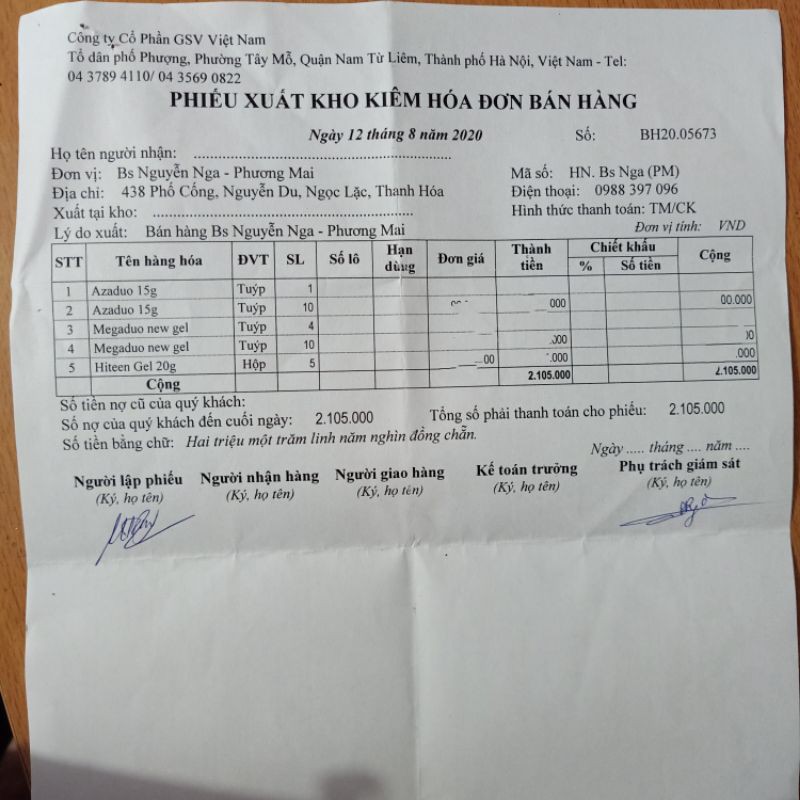 Công ty Cổ Phần GSV Việt Nam
Tổ dân phố Phượng, Phường Tây Mỗ, Quận Nam Từ Liêm, Thành phố Hà Nội, Việt Nam - Tel:
04 3789 4110/ 04 3569 0822
PHIẾU XUẤT KHO KIÊM HÓA ĐƠN BÁN HÀNG
Ngày 12 tháng 8 năm 2020 Số: BH20.05673
Họ tên người nhận: ..........
Đơn vị: Bs Nguyễn Nga - Phương Mai Mã số: HN. Bs Nga (PM)
Địa chỉ: 438 Phố Cống, Nguyễn Du, Ngọc Lặc, Thanh Hóa Điện thoại: 0988 397 096
Xuất tại kho: .......... Hình thức thanh toán: TM/CK
Lý do xuất: Bán hàng Bs Nguyễn Nga - Phương Mai Đơn vị tính: VND
STT Tên hàng hóa ĐVT SL Số lô Hạn dùng Đơn giá Thành tiền Chiết khấu % Số tiền Cộng
1 Azaduo 15g Tuýp 1
2 Azaduo 15g Tuýp 10 000 00.000
3 Megaduo new gel Tuýp 4
4 Megaduo new gel Tuýp 10 .000
5 Hiteen Gel 20g Hộp 5 00 .000 .000
Cộng 2.105.000 2.105.000
Số tiền nợ cũ của quý khách:
Số nợ của quý khách đến cuối ngày: 2.105.000 Tổng số phải thanh toán cho phiếu: 2.105.000
Số tiền bằng chữ: Hai triệu một trăm linh năm nghìn đồng chẵn.
Ngày ..... tháng .... năm ....
Người lập phiếu Người nhận hàng Người giao hàng Kế toán trưởng Phụ trách giám sát
(Ký, họ tên) (Ký, họ tên) (Ký, họ tên) (Ký, họ tên) (Ký, họ tên)